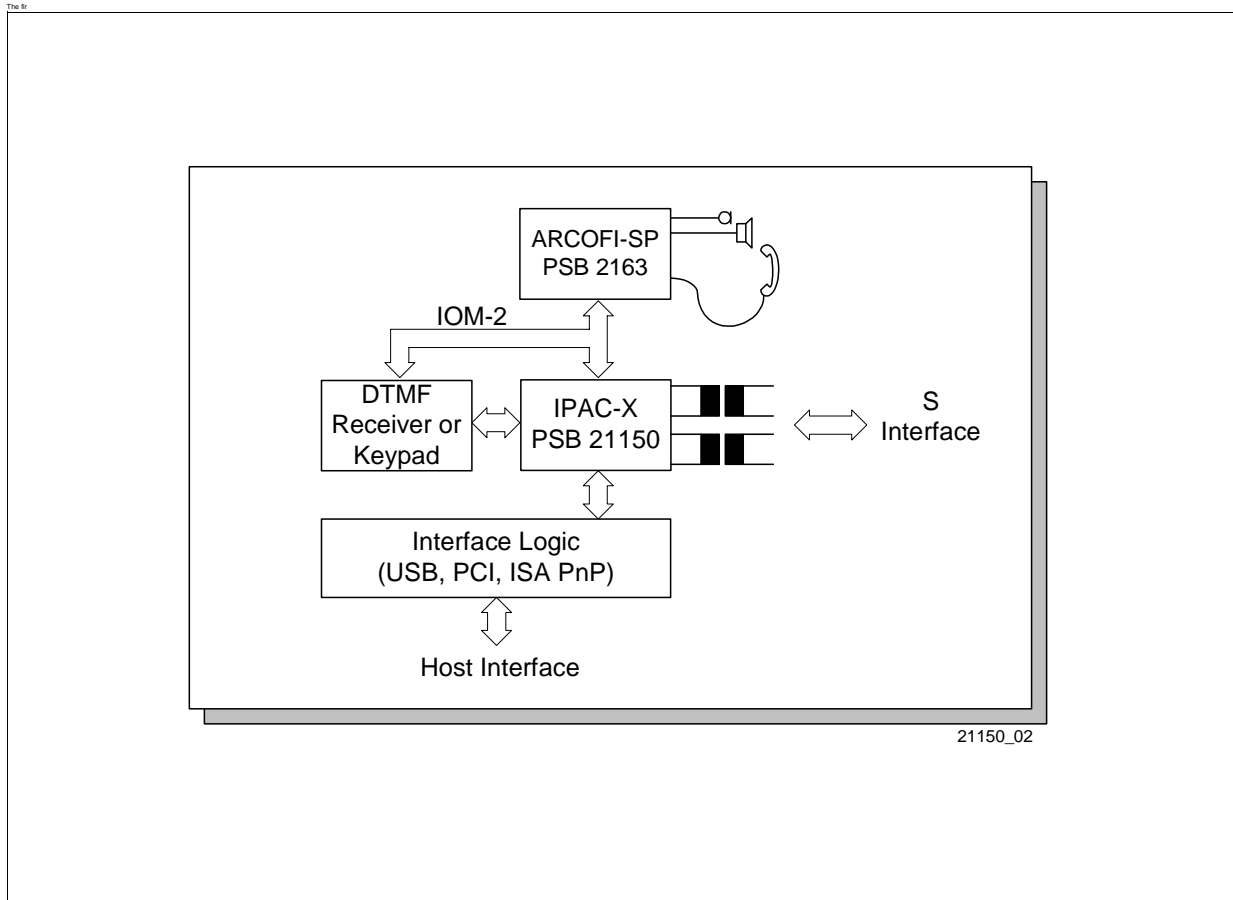 The fir
ARCOFI-SP
PSB 2163
IOM-2
DTMF
Receiver or
Keypad
IPAC-X
PSB 21150
S
Interface
Interface Logic
(USB, PCI, ISA PnP)
Host Interface
21150_02